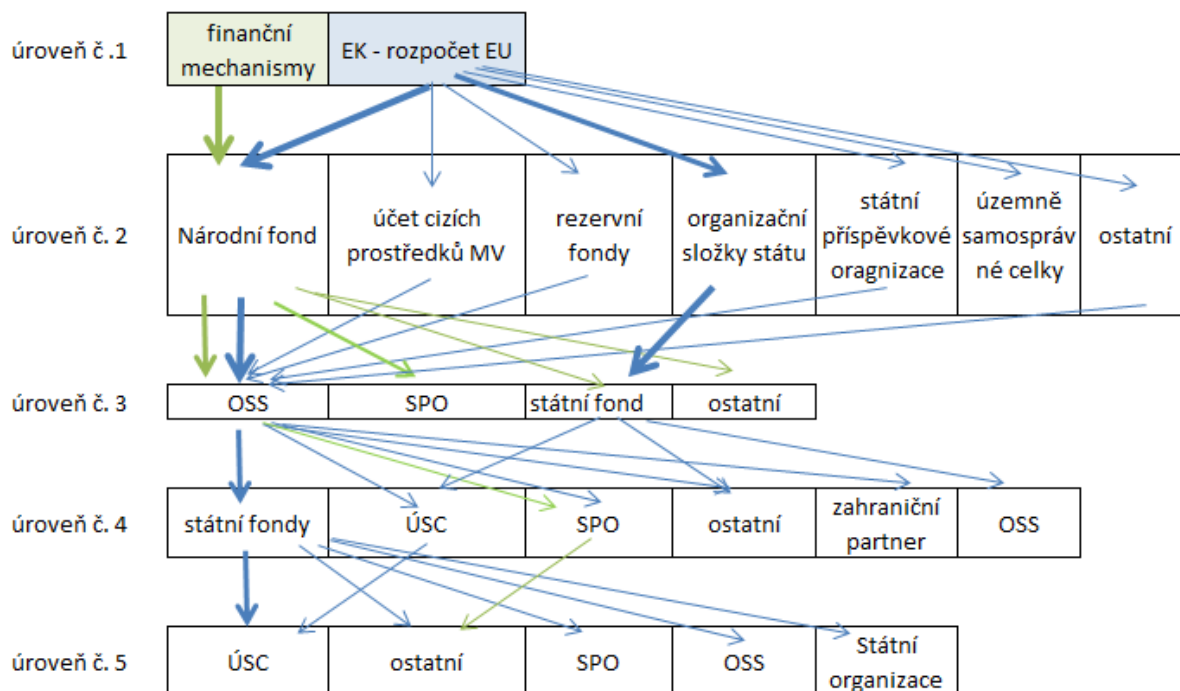 úroveň č .1
finanční
mechanismy
EK - rozpočet EU
úroveň č. 2
Národní fond
účet cizích
prostředků MV
rezervní
fondy
organizační
složky státu
státní
příspěvkové
oragnizace
územně
samospráv
né celky
ostatní
úroveň č. 3
OSS
SPO
státní fond
ostatní
úroveň č. 4
státní fondy
ÚSC
SPO
ostatní
zahraniční
partner
OSS
úroveň č. 5
ÚSC
ostatní
SPO
OSS
Státní
organizace